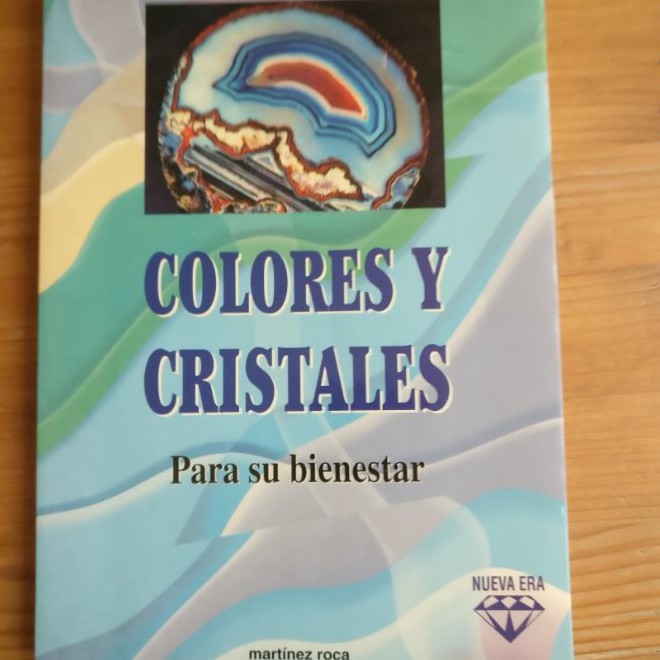 COLORES Y
CRISTALES
Para su bienestar
NUEVA ERA
martínez roca